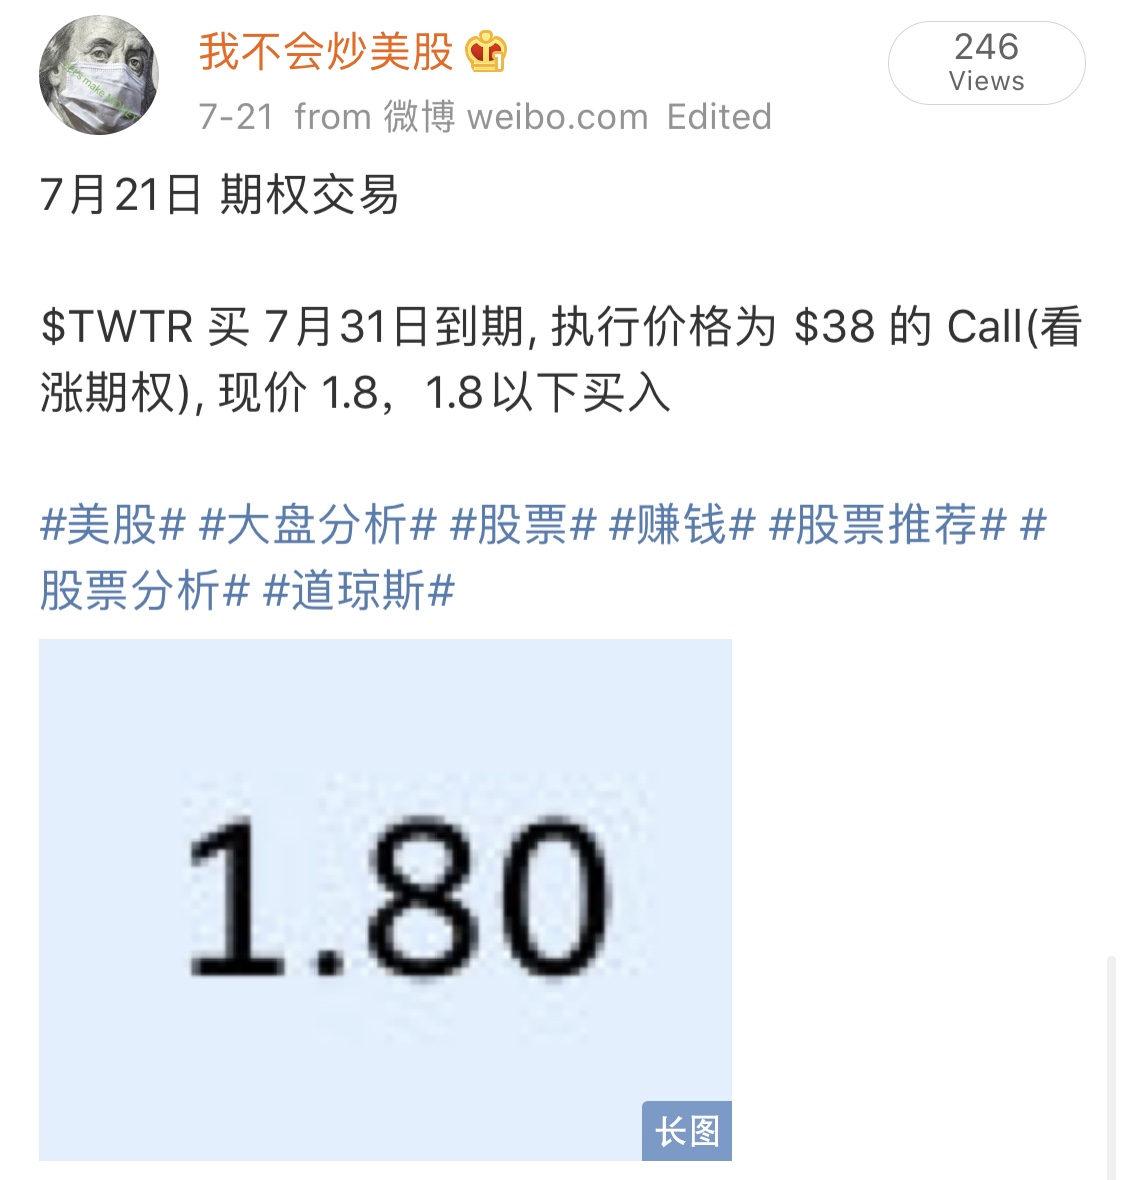 我不会炒美股
246
Views
7-21 from 微博 weibo.com Edited
7月21日 期权交易
$TWTR 买 7月31日到期, 执行价格为 $38 的 Call(看
涨期权), 现价 1.8，1.8以下买入
#美股# #大盘分析# #股票# #赚钱# #股票推荐# #
股票分析# #道琼斯#
1.80
长图